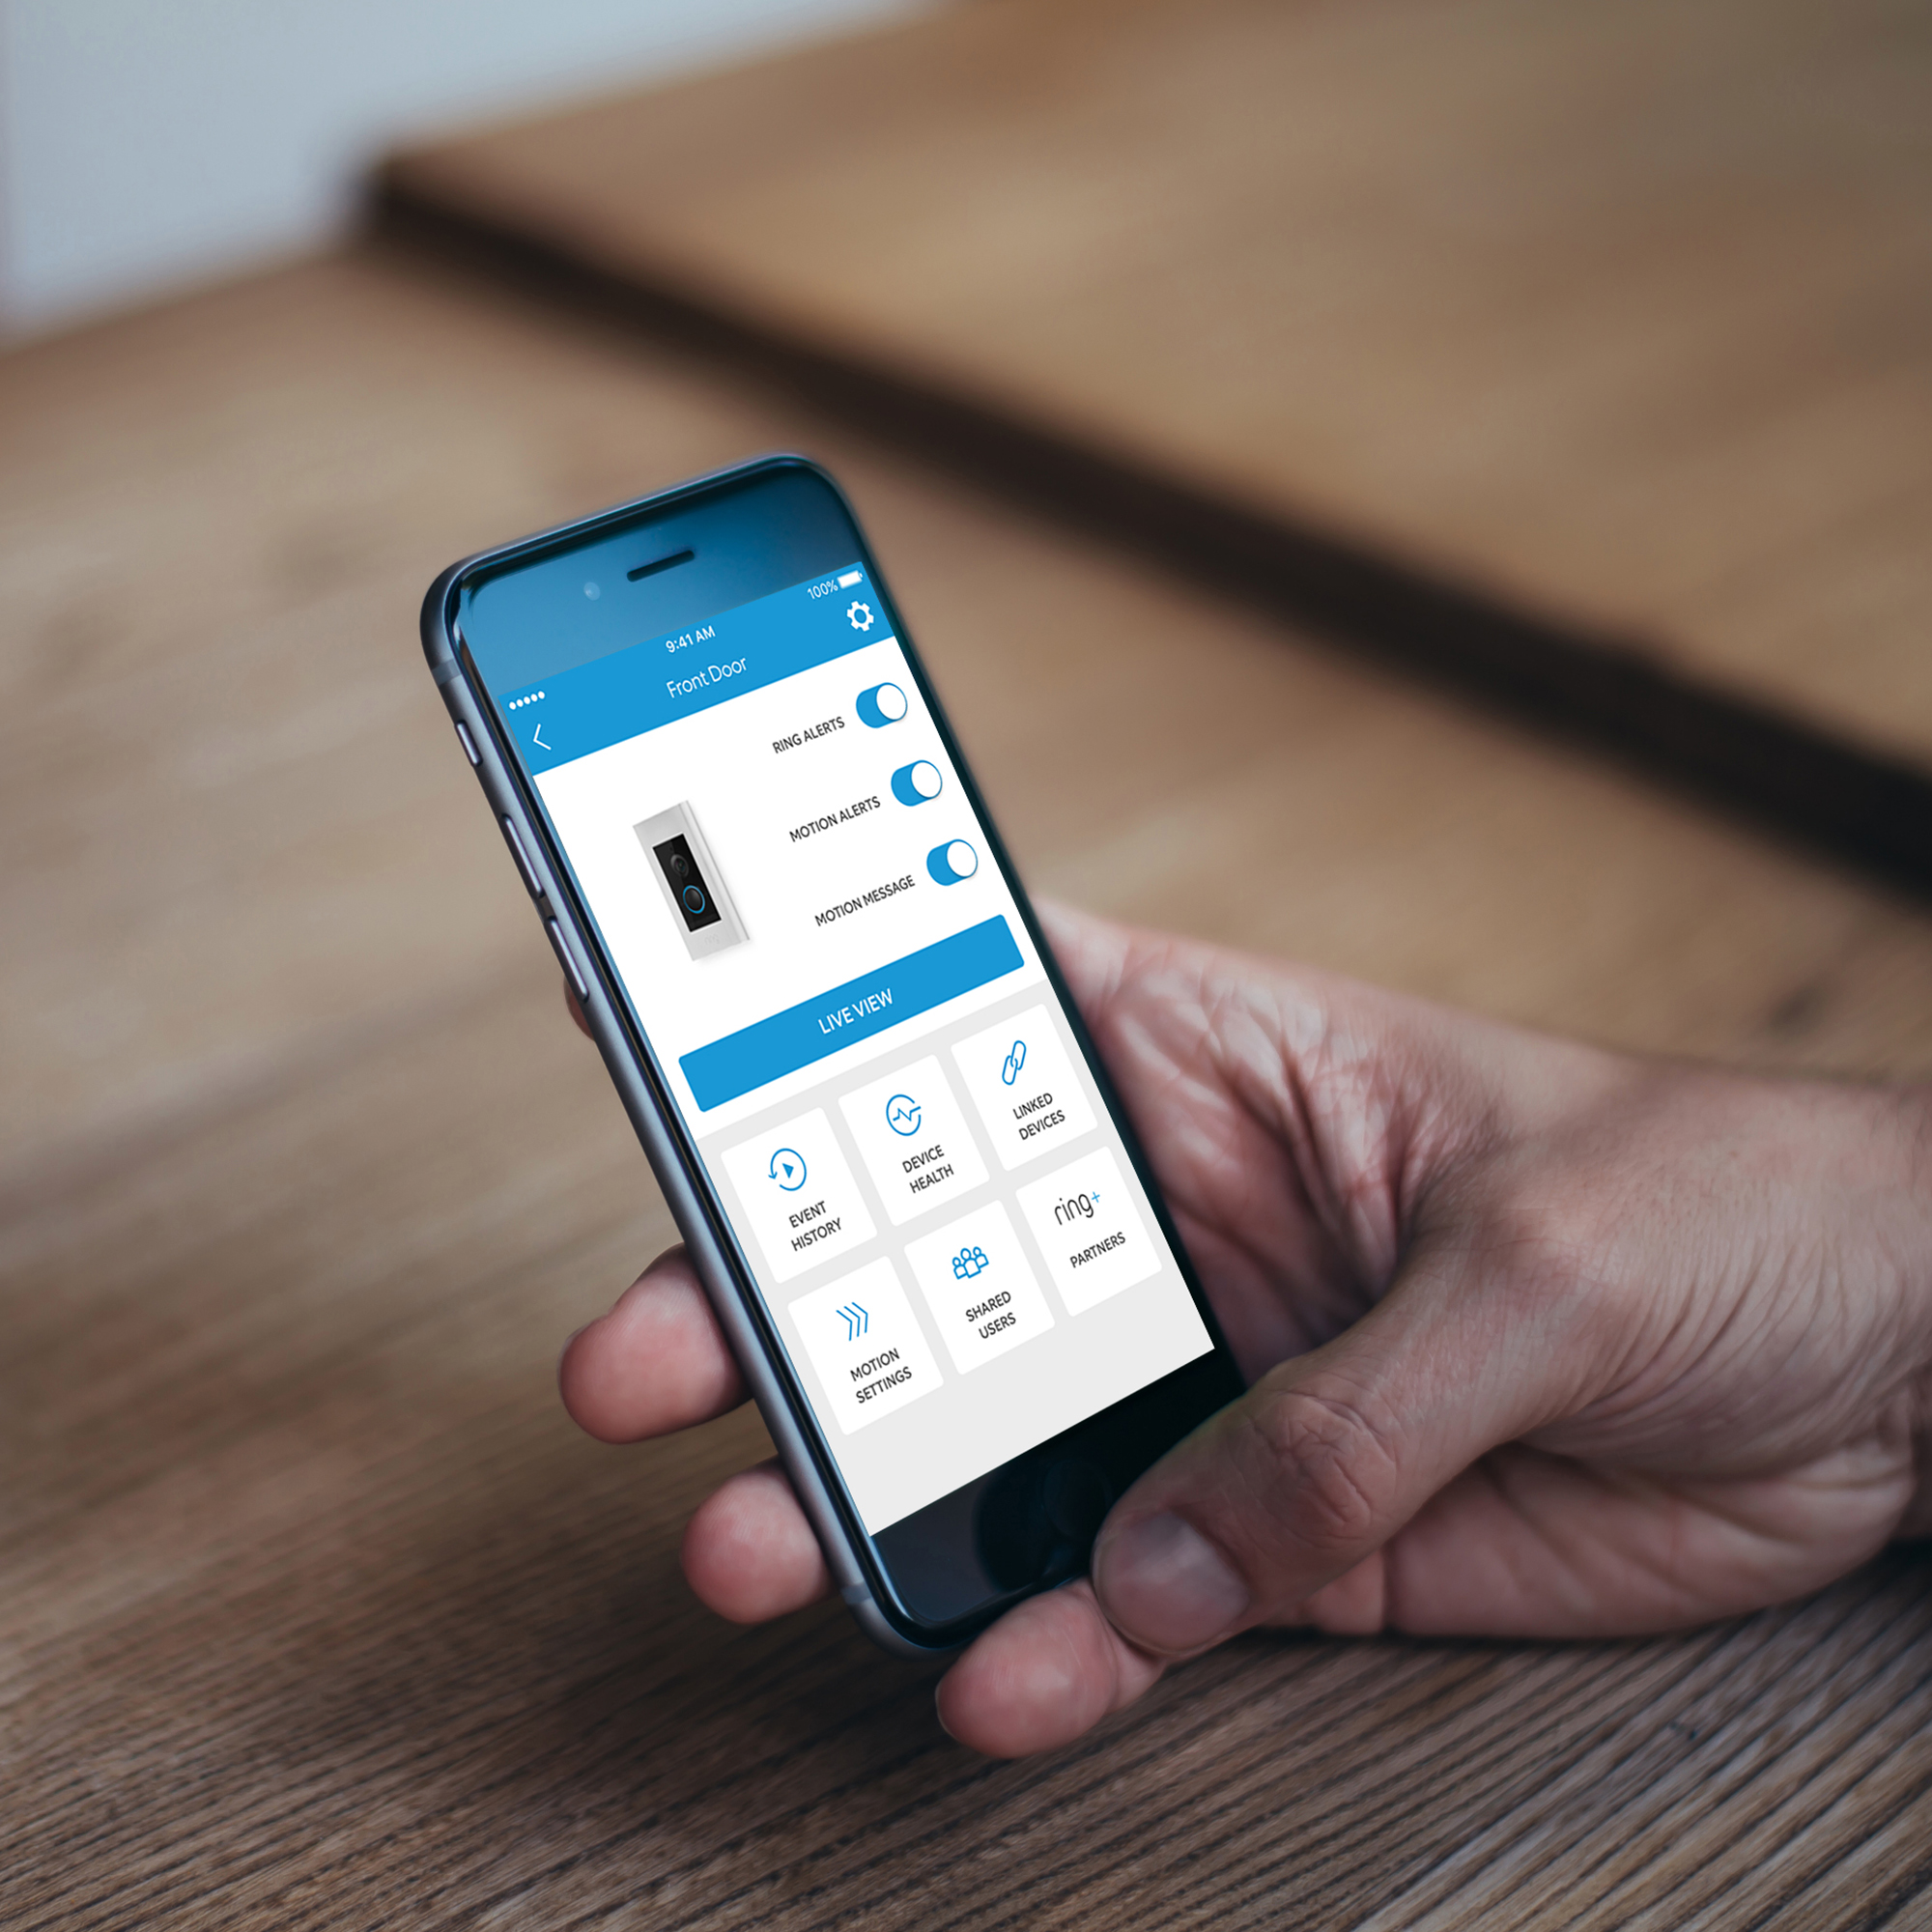 100%
9:41 AM
Front Door
RING ALERTS
MOTION ALERTS
MOTION MESSAGE
ring
LIVE VIEW
EVENT
HISTORY
DEVICE
HEALTH
LINKED
DEVICES
MOTION
SETTINGS
SHARED
USERS
ring+
PARTNERS